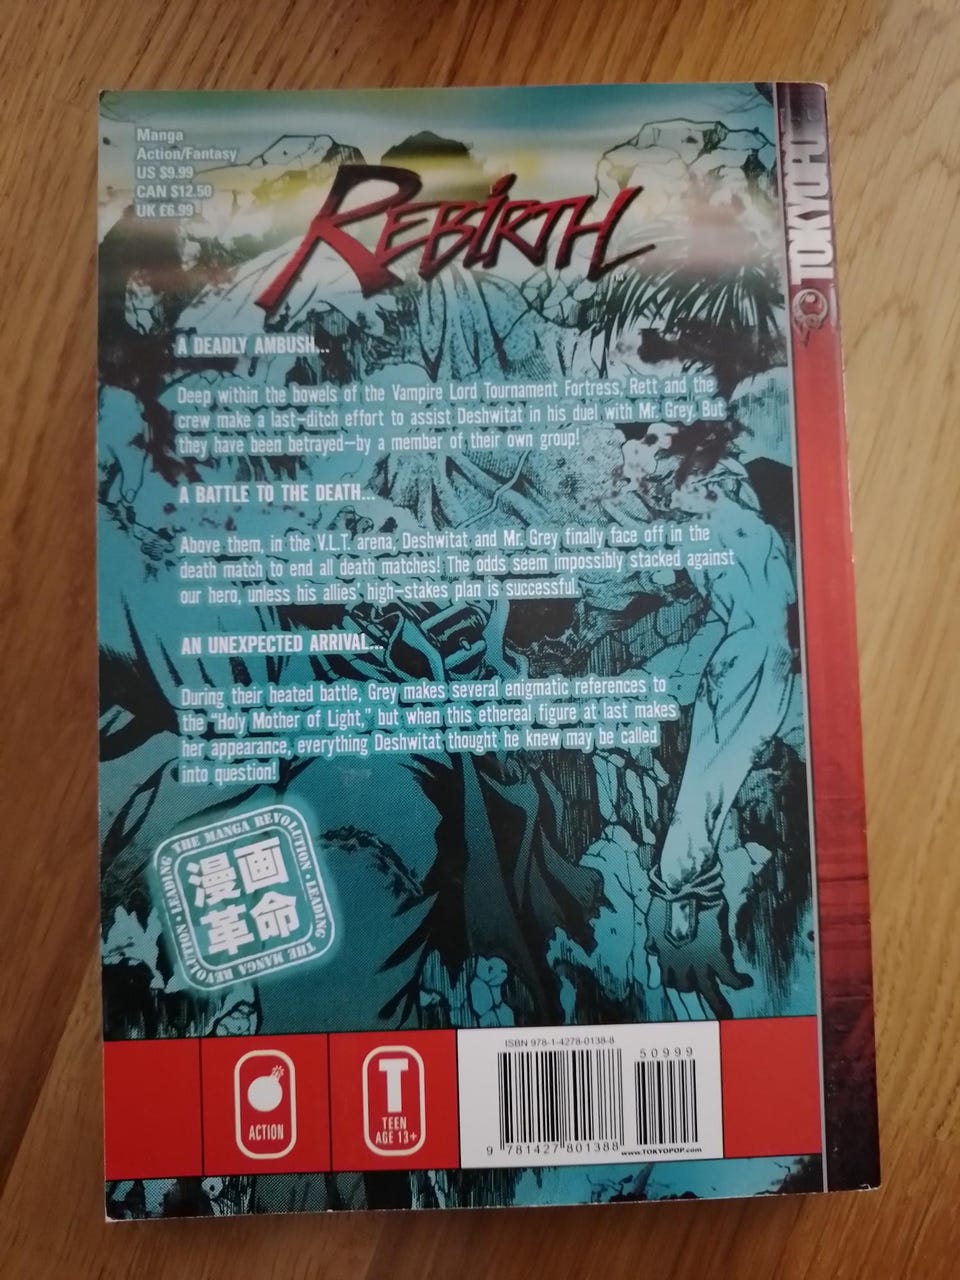 Manga
Action/Fantasy
US $9.99
CAN $12.50
UK £6.99
REBIRTH™
TOKYOPOP
A DEADLY AMBUSH...
Deep within the bowels of the Vampire Lord Tournament Fortress, Rett and the
crew make a last-ditch effort to assist Deshwitat in his duel with Mr. Grey. But
they have been betrayed—by a member of their own group!
A BATTLE TO THE DEATH...
Above them, in the V.L.T. arena, Deshwitat and Mr. Grey finally face off in the
death match to end all death matches! The odds seem impossibly stacked against
our hero, unless his allies' high-stakes plan is successful.
AN UNEXPECTED ARRIVAL...
During their heated battle, Grey makes several enigmatic references to
the "Holy Mother of Light," but when this ethereal figure at last makes
her appearance, everything Deshwitat thought he knew may be called
into question!
THE MANGA REVOLUTION · LEADING THE MANGA REVOLUTION · LEADING
漫画
革命
ACTION
T
TEEN
AGE 13+
ISBN 978-1-4278-0138-8
50999
9 781427 801388
www.TOKYOPOP.com